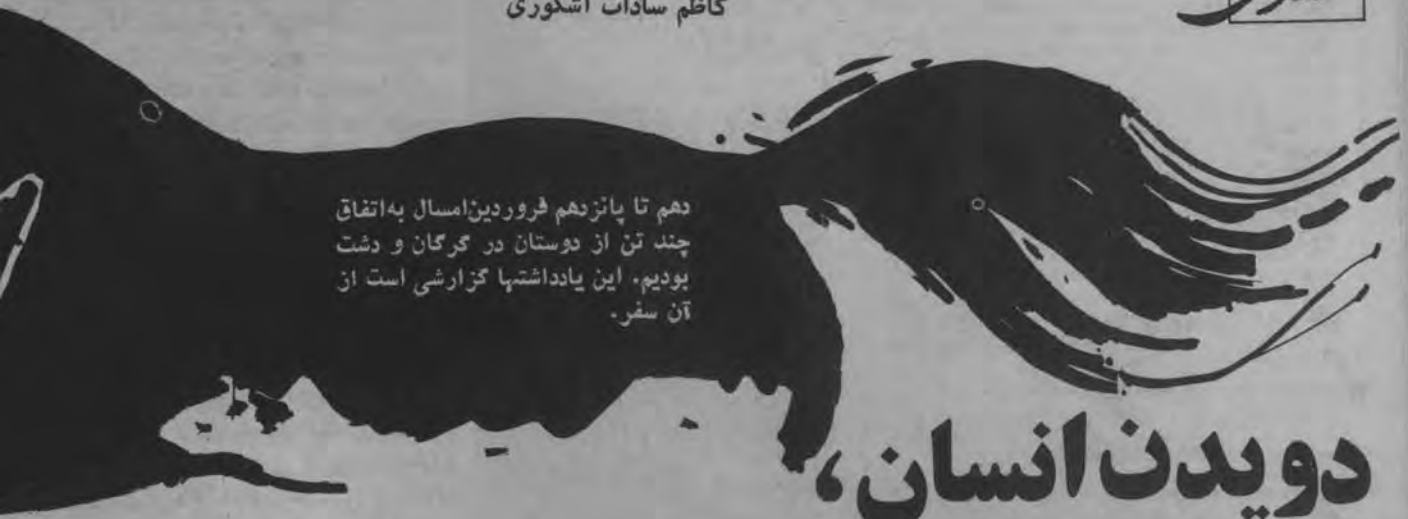 کاظم سادات اشکوری
دهم تا پانزدهم فروردین‌امسال به‌اتفاق
چند تن از دوستان در گرگان و دشت
بودیم. این یادداشتها گزارشی است از
آن سفر.
دویدن انسان،